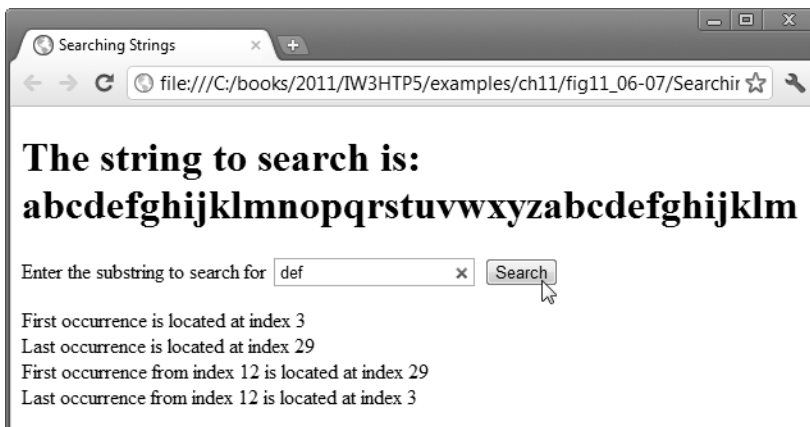 Searching Strings
file:///C:/books/2011/IW3HTP5/examples/ch11/fig11_06-07/Searchir
The string to search is:
abcdefghijklmnopqrstuvwxyzabcdefghijklm
Enter the substring to search for def Search
First occurrence is located at index 3
Last occurrence is located at index 29
First occurrence from index 12 is located at index 29
Last occurrence from index 12 is located at index 3